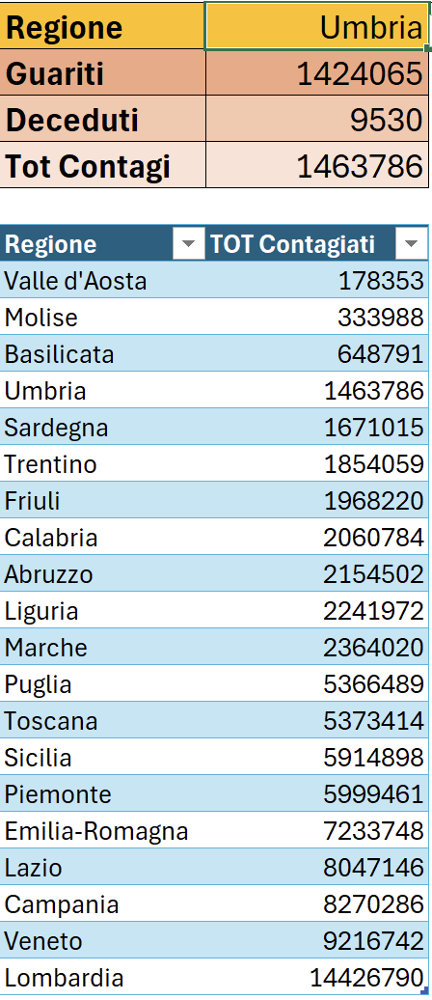 Regione Umbria
Guariti 1424065
Deceduti 9530
Tot Contagi 1463786
Regione TOT Contagiati
Valle d'Aosta 178353
Molise 333988
Basilicata 648791
Umbria 1463786
Sardegna 1671015
Trentino 1854059
Friuli 1968220
Calabria 2060784
Abruzzo 2154502
Liguria 2241972
Marche 2364020
Puglia 5366489
Toscana 5373414
Sicilia 5914898
Piemonte 5999461
Emilia-Romagna 7233748
Lazio 8047146
Campania 8270286
Veneto 9216742
Lombardia 14426790